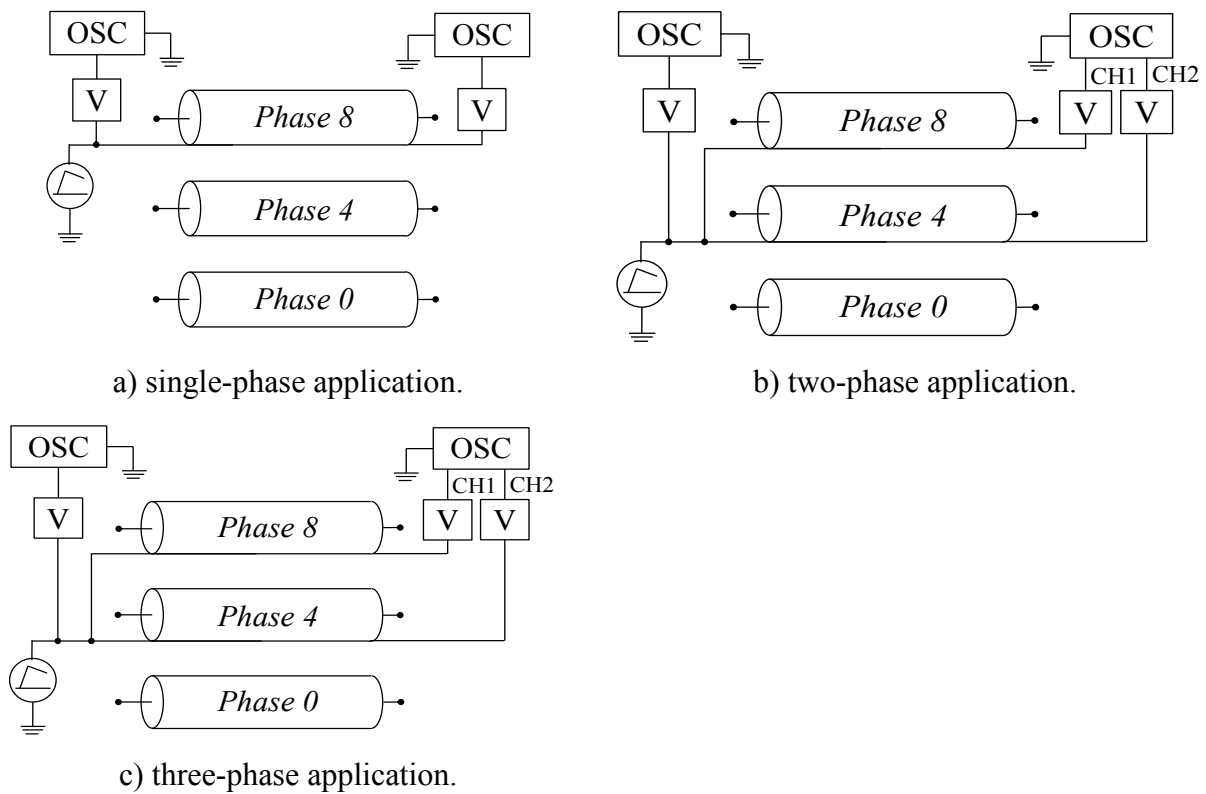 OSC
OSC
V
V
Phase 8
Phase 4
Phase 0
a) single-phase application.
OSC
OSC
CH1 CH2
V
V
V
Phase 8
Phase 4
Phase 0
b) two-phase application.
OSC
OSC
CH1 CH2
V
V
V
Phase 8
Phase 4
Phase 0
c) three-phase application.